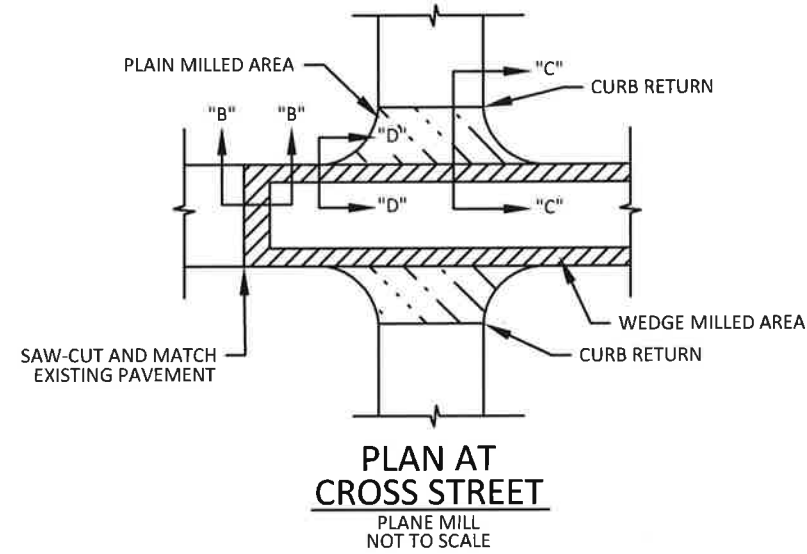 PLAIN MILLED AREA
"C"
CURB RETURN
"B" "B"
"D"
"D"
"C"
WEDGE MILLED AREA
SAW-CUT AND MATCH
EXISTING PAVEMENT
CURB RETURN
PLAN AT
CROSS STREET
PLANE MILL
NOT TO SCALE